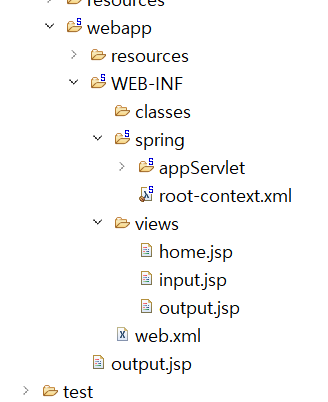 resources
webapp
resources
WEB-INF
classes
spring
appServlet
root-context.xml
views
home.jsp
input.jsp
output.jsp
web.xml
output.jsp
test